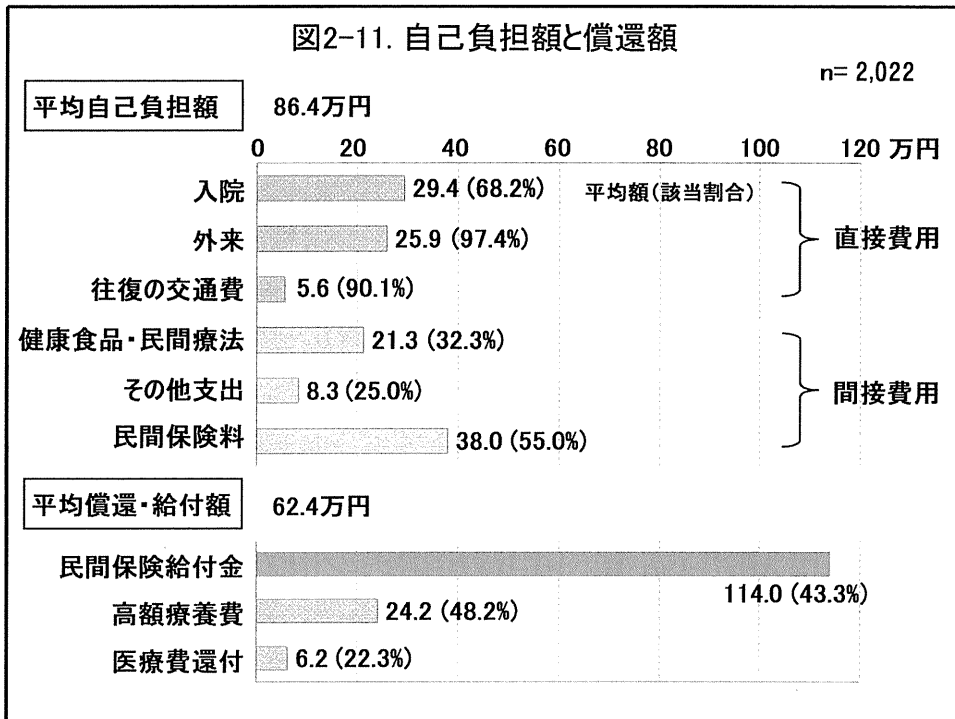 図2-11. 自己負担額と償還額
n= 2,022
平均自己負担額 86.4万円
0 20 40 60 80 100 120 万円
入院 29.4 (68.2%) 平均額(該当割合)
外来 25.9 (97.4%) 直接費用
往復の交通費 5.6 (90.1%)
健康食品・民間療法 21.3 (32.3%)
その他支出 8.3 (25.0%) 間接費用
民間保険料 38.0 (55.0%)
平均償還・給付額 62.4万円
民間保険給付金
114.0 (43.3%)
高額療養費 24.2 (48.2%)
医療費還付 6.2 (22.3%)